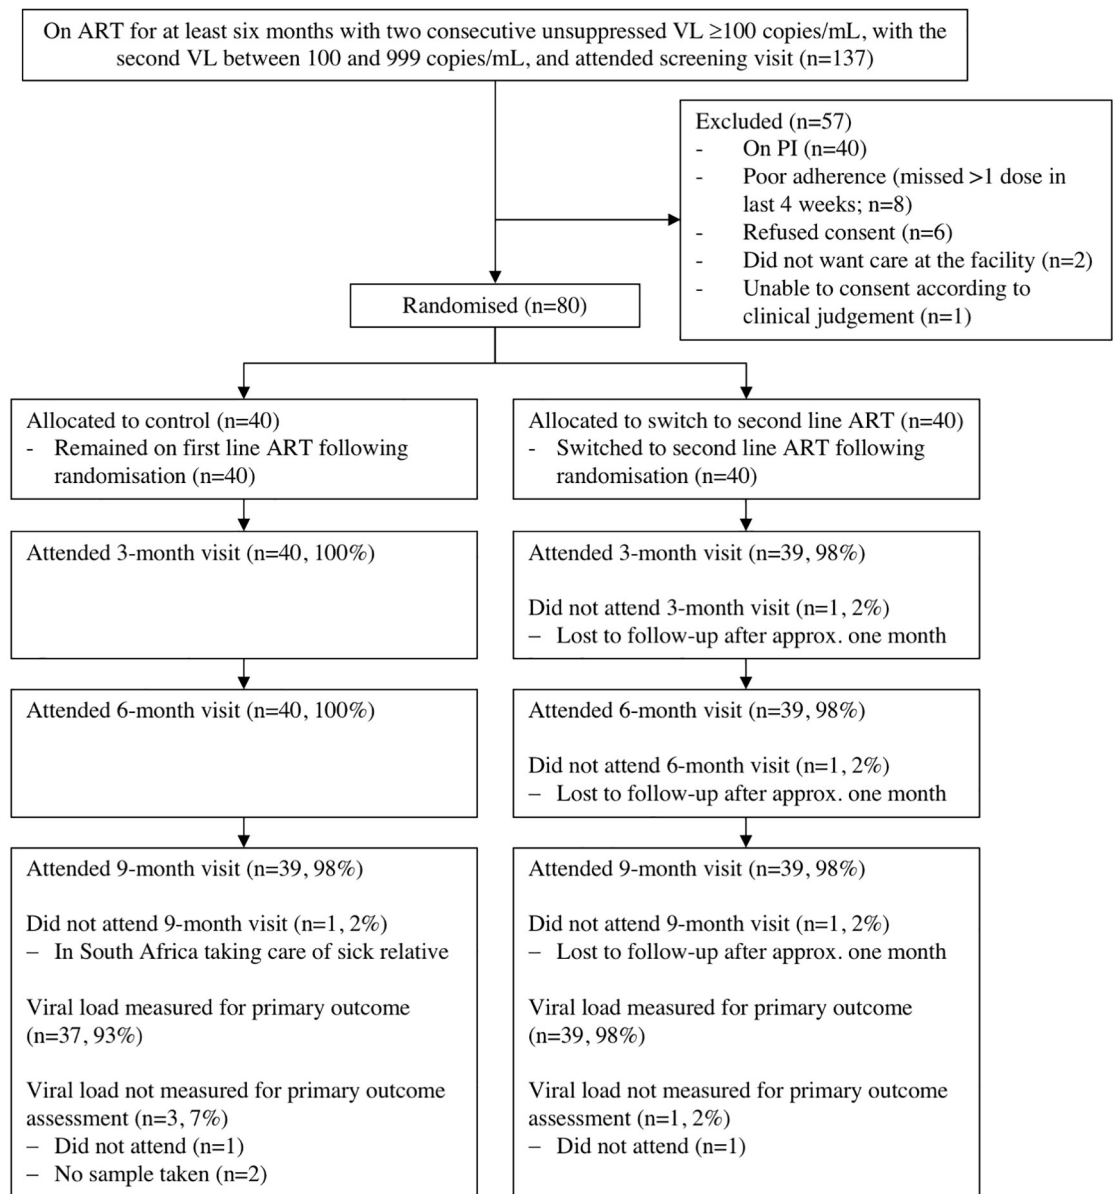 On ART for at least six months with two consecutive unsuppressed VL ≥100 copies/mL, with the
second VL between 100 and 999 copies/mL, and attended screening visit (n=137)
Excluded (n=57)
- On PI (n=40)
- Poor adherence (missed >1 dose in
last 4 weeks; n=8)
- Refused consent (n=6)
- Did not want care at the facility (n=2)
- Unable to consent according to
clinical judgement (n=1)
Randomised (n=80)
Allocated to control (n=40)
- Remained on first line ART following
randomisation (n=40)
Allocated to switch to second line ART (n=40)
- Switched to second line ART following
randomisation (n=40)
Attended 3-month visit (n=40, 100%)
Attended 3-month visit (n=39, 98%)
Did not attend 3-month visit (n=1, 2%)
– Lost to follow-up after approx. one month
Attended 6-month visit (n=40, 100%)
Attended 6-month visit (n=39, 98%)
Did not attend 6-month visit (n=1, 2%)
– Lost to follow-up after approx. one month
Attended 9-month visit (n=39, 98%)
Did not attend 9-month visit (n=1, 2%)
– In South Africa taking care of sick relative
Viral load measured for primary outcome
(n=37, 93%)
Viral load not measured for primary outcome
assessment (n=3, 7%)
– Did not attend (n=1)
– No sample taken (n=2)
Attended 9-month visit (n=39, 98%)
Did not attend 9-month visit (n=1, 2%)
– Lost to follow-up after approx. one month
Viral load measured for primary outcome
(n=39, 98%)
Viral load not measured for primary outcome
assessment (n=1, 2%)
– Did not attend (n=1)